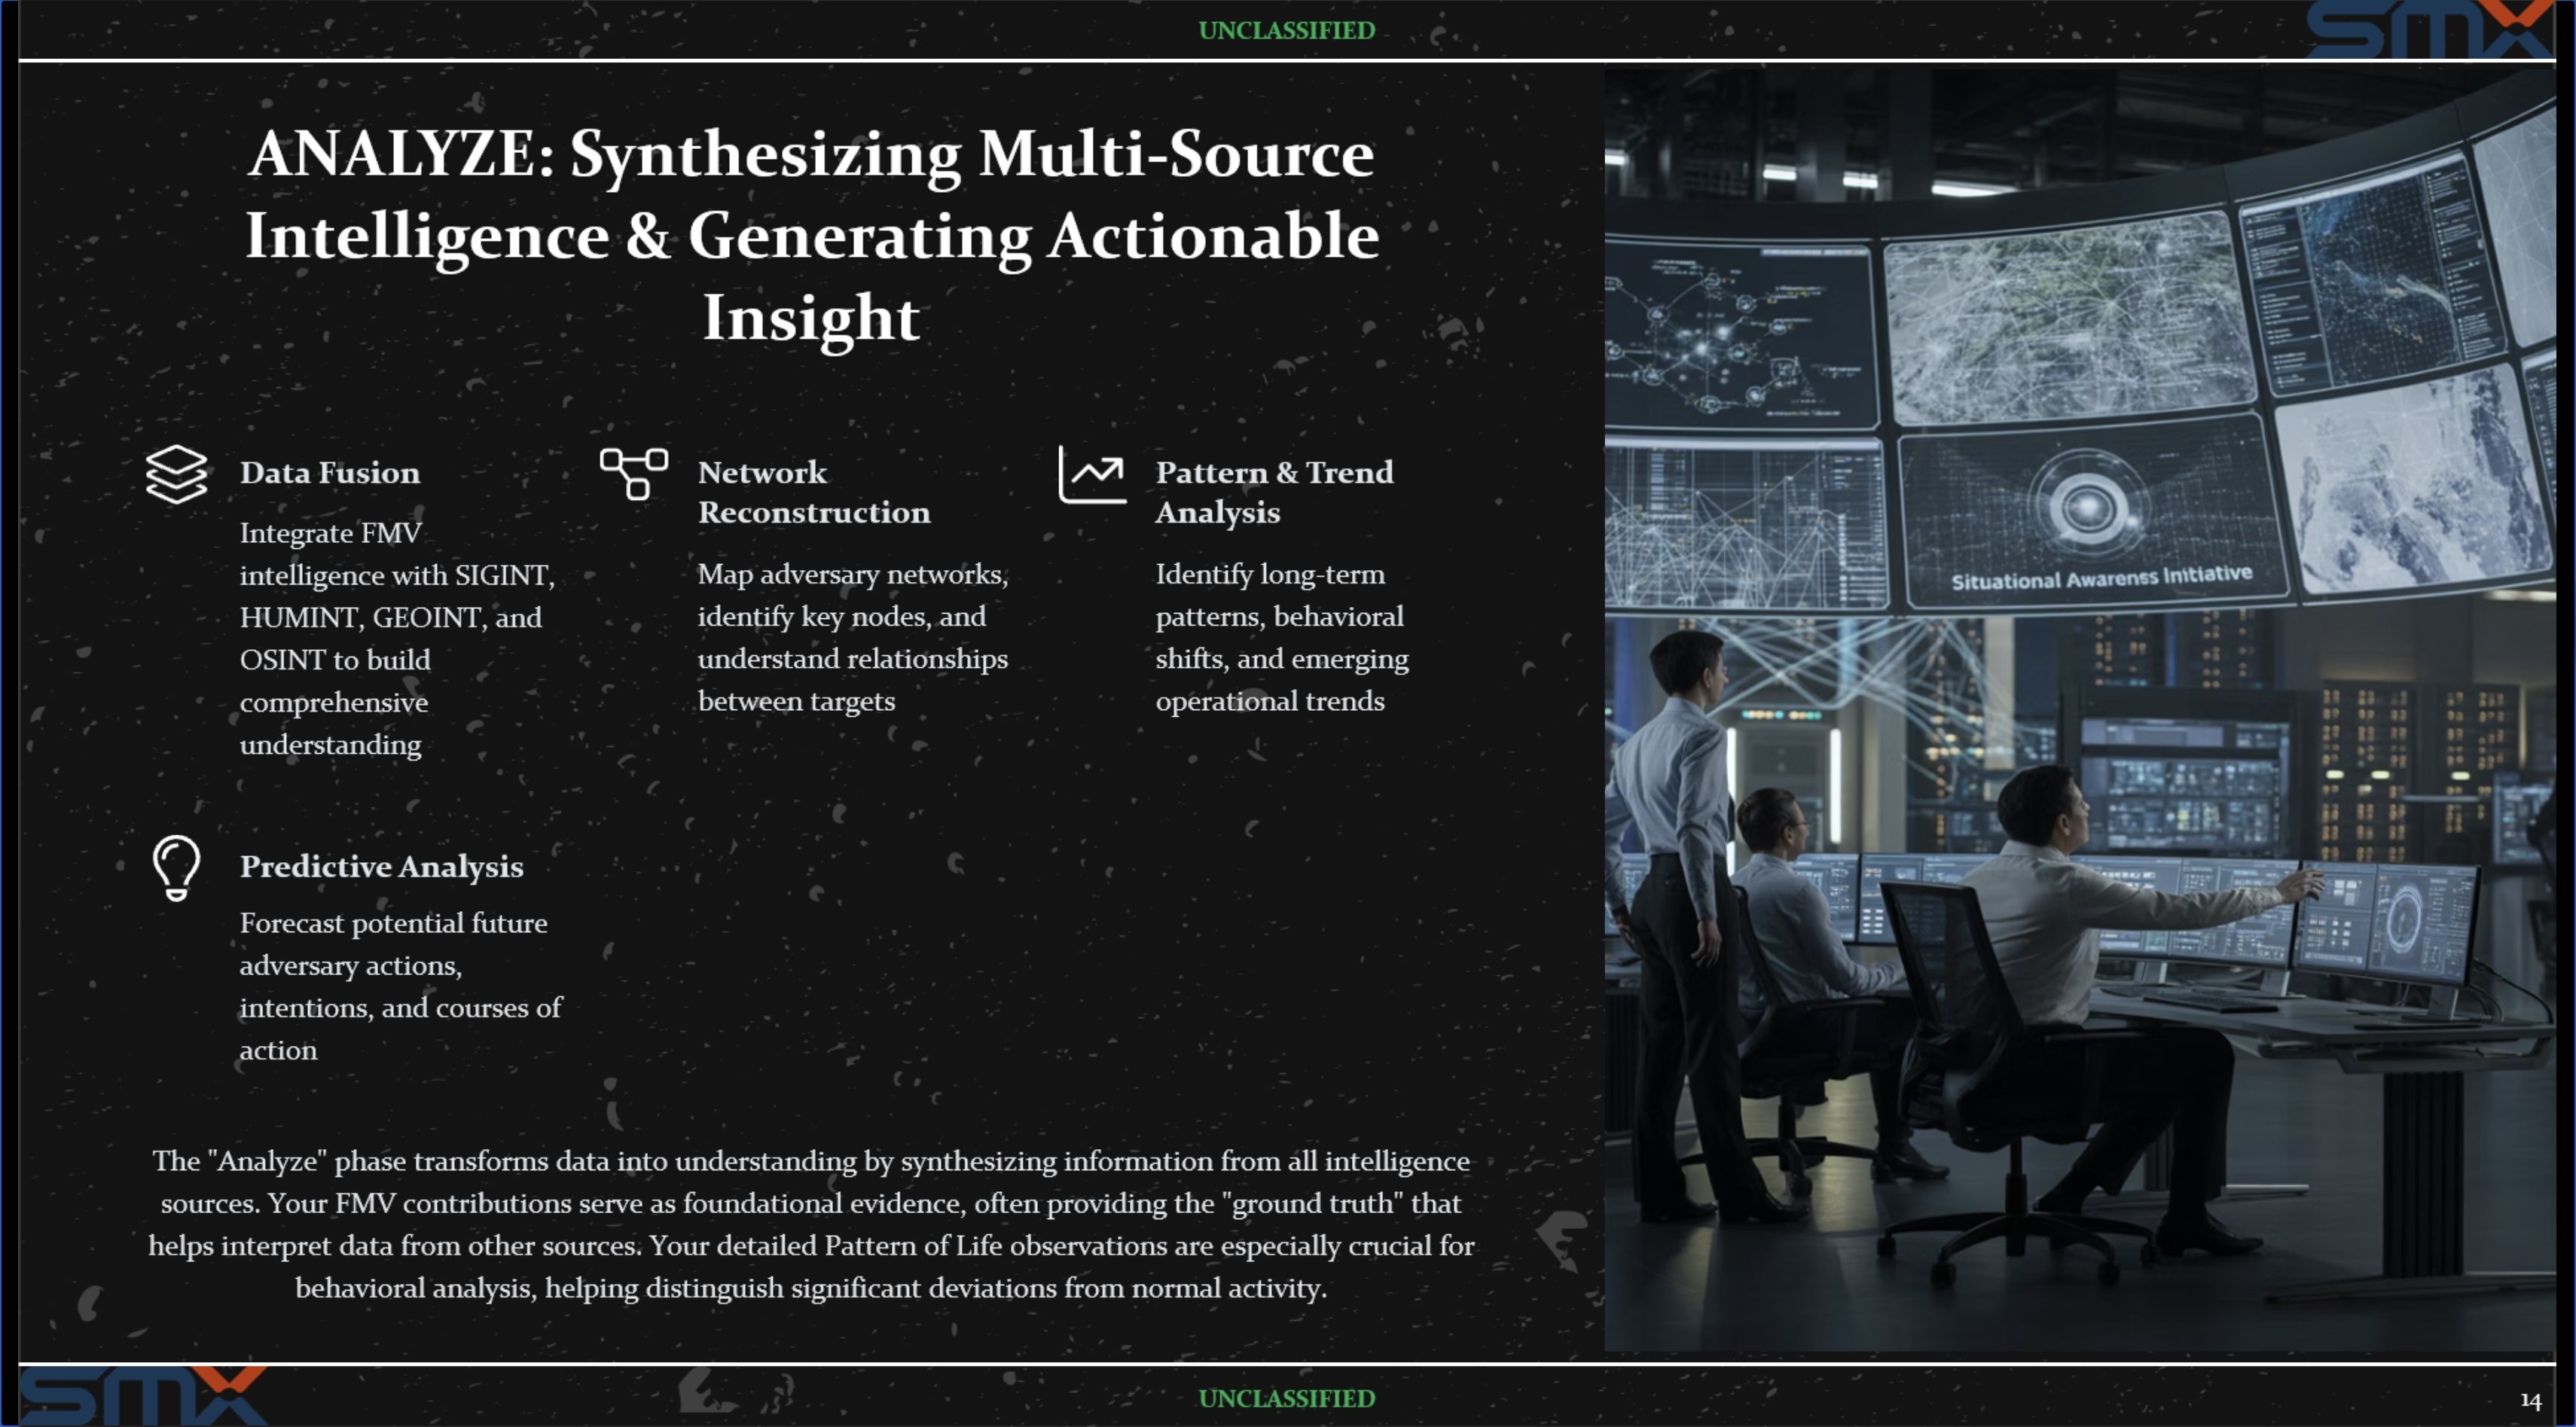 UNCLASSIFIED
SMX
ANALYZE: Synthesizing Multi-Source
Intelligence & Generating Actionable
Insight
Data Fusion
Integrate FMV
intelligence with SIGINT,
HUMINT, GEOINT, and
OSINT to build
comprehensive
understanding
Network
Reconstruction
Map adversary networks,
identify key nodes, and
understand relationships
between targets
Pattern & Trend
Analysis
Identify long-term
patterns, behavioral
shifts, and emerging
operational trends
Predictive Analysis
Forecast potential future
adversary actions,
intentions, and courses of
action
The "Analyze" phase transforms data into understanding by synthesizing information from all intelligence
sources. Your FMV contributions serve as foundational evidence, often providing the "ground truth" that
helps interpret data from other sources. Your detailed Pattern of Life observations are especially crucial for
behavioral analysis, helping distinguish significant deviations from normal activity.
Situational Awarenss Initiative
SMX
UNCLASSIFIED
14